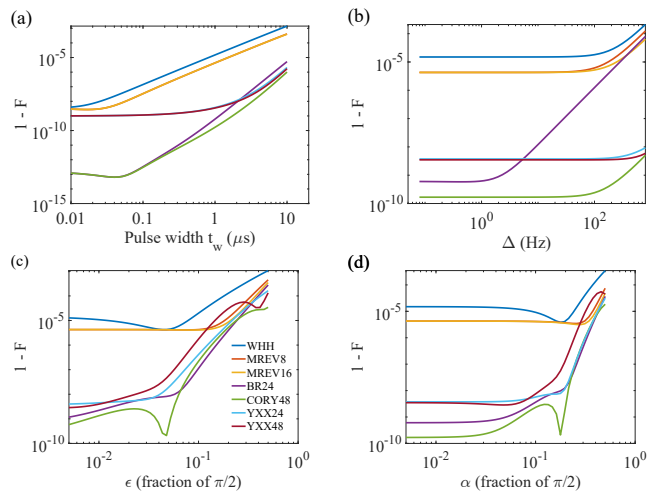 (a)
10^-5
10^-10
10^-15
1 - F
0.01
0.1
1
10
Pulse width t_w (μs)
(b)
10^-5
10^-10
1 - F
10^0
10^2
Δ (Hz)
(c)
10^-5
10^-10
1 - F
WHH
MREV8
MREV16
BR24
CORY48
YXX24
YXX48
10^-2
10^-1
10^0
ϵ (fraction of π/2)
(d)
10^-5
10^-10
1 - F
10^-2
10^-1
10^0
α (fraction of π/2)